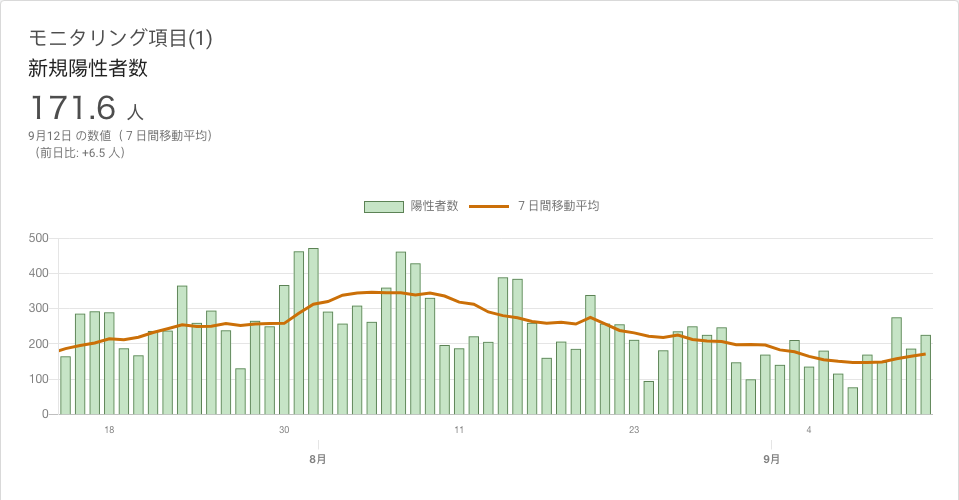 モニタリング項目(1)
新規陽性者数
171.6 人
9月12日 の数値（７日間移動平均）
（前日比: +6.5 人）
陽性者数 ７日間移動平均
500
400
300
200
100
0
18 30 11 23 4
8月 9月